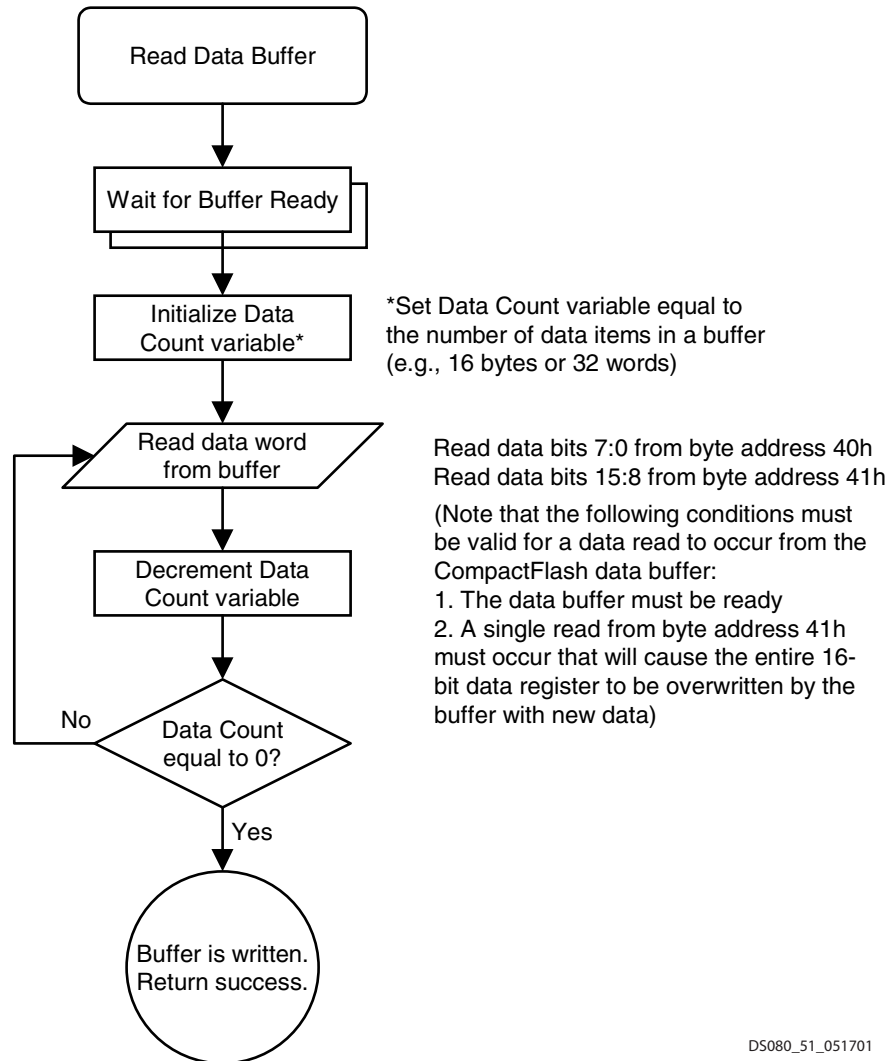 Read Data Buffer
Wait for Buffer Ready
Initialize Data
Count variable*
*Set Data Count variable equal to
the number of data items in a buffer
(e.g., 16 bytes or 32 words)
Read data word
from buffer
Read data bits 7:0 from byte address 40h
Read data bits 15:8 from byte address 41h
(Note that the following conditions must
be valid for a data read to occur from the
CompactFlash data buffer:
1. The data buffer must be ready
2. A single read from byte address 41h
must occur that will cause the entire 16-
bit data register to be overwritten by the
buffer with new data)
Decrement Data
Count variable
No
Data Count
equal to 0?
Yes
Buffer is written.
Return success.
DS080_51_051701